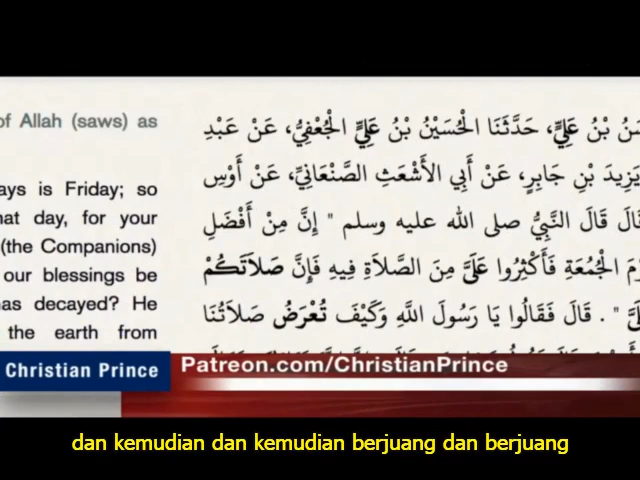 of Allah (saws) as
ays is Friday; so
hat day, for your
(the Companions)
our blessings be
has decayed? He
the earth from
بْنُ عَلِيٍّ، حَدَّثَنَا الْحُسَيْنُ بْنُ عَلِيٍّ الْجُعْفِيُّ، عَنْ عَبْدِ
يَزِيدَ بْنِ جَابِرٍ، عَنْ أَبِي الأَشْعَثِ الصَّنْعَانِيِّ، عَنْ أَوْسِ
قَالَ قَالَ النَّبِيُّ صلى الله عليه وسلم " إِنَّ مِنْ أَفْضَلِ
وْمَ الْجُمُعَةِ فَأَكْثِرُوا عَلَىَّ مِنَ الصَّلاَةِ فِيهِ فَإِنَّ صَلاَتَكُمْ
لَىَّ " . قَالَ فَقَالُوا يَا رَسُولَ اللَّهِ وَكَيْفَ تُعْرَضُ صَلاَتُنَا
Christian Prince
Patreon.com/ChristianPrince
dan kemudian dan kemudian berjuang dan berjuang